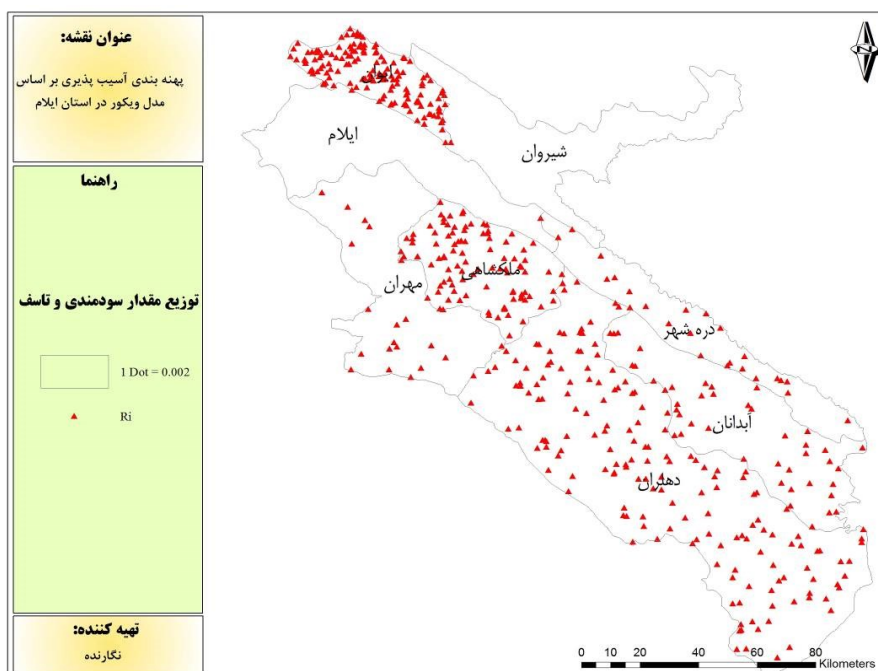 عنوان نقشه:
پهنه بندی آسیب پذیری بر اساس
مدل ویکور در استان ایلام
راهنما
توزیع مقدار سودمندی و تاسف
1 Dot = 0.002
Ri
تهیه کننده:
نگارنده
ایوان
ایلام
شیروان
ملکشاهی
مهران
دره شهر
آبدانان
دهلران
0 10 20 40 60 80
Kilometers